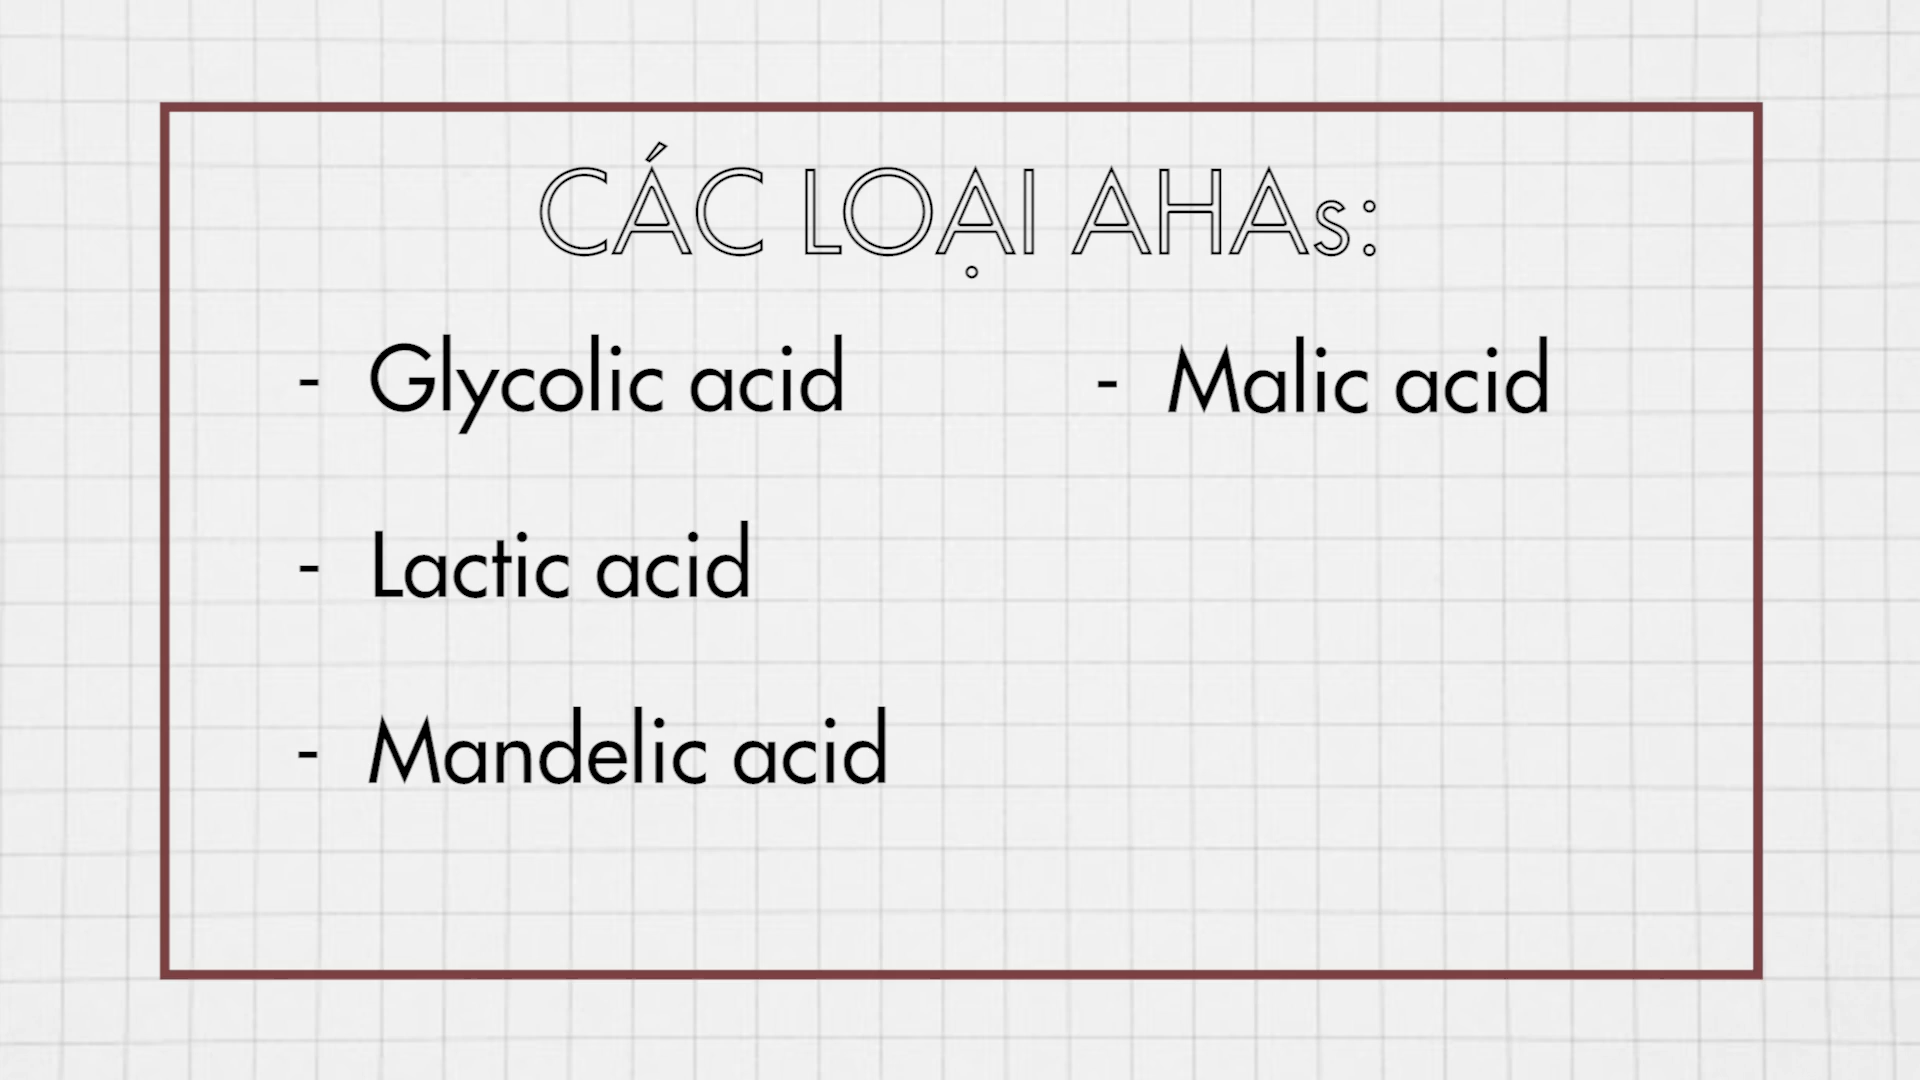 CÁC LOẠI AHAs:
- Glycolic acid
- Lactic acid
- Mandelic acid
- Malic acid